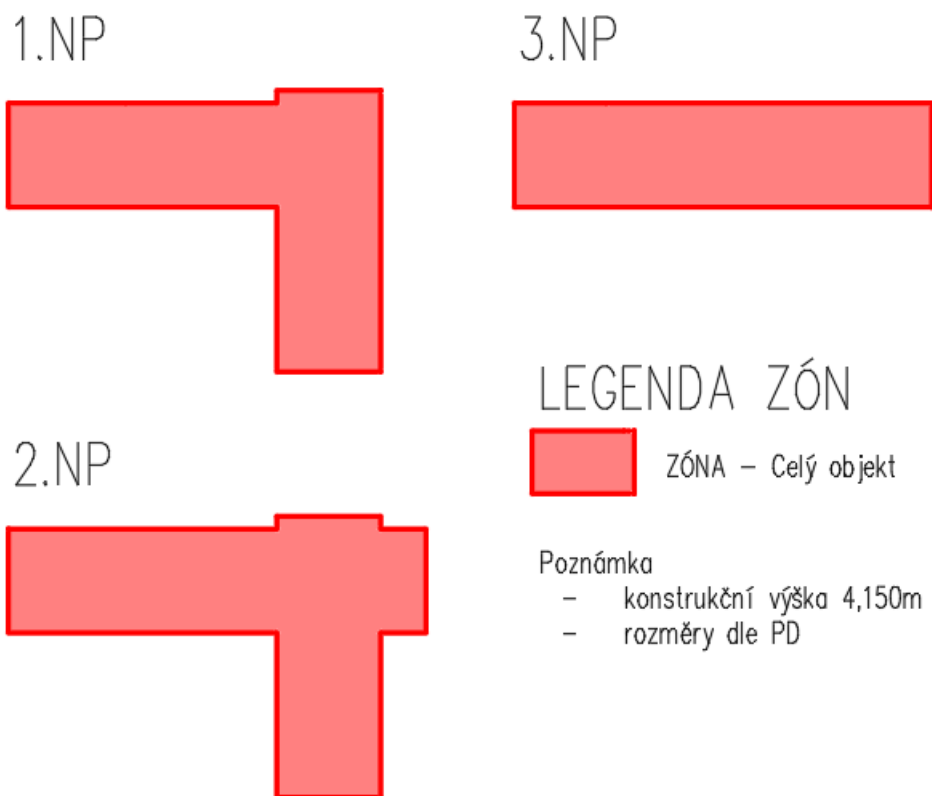 1.NP
3.NP
2.NP
LEGENDA ZÓN
ZÓNA – Celý objekt
Poznámka
– konstrukční výška 4,150m
– rozměry dle PD